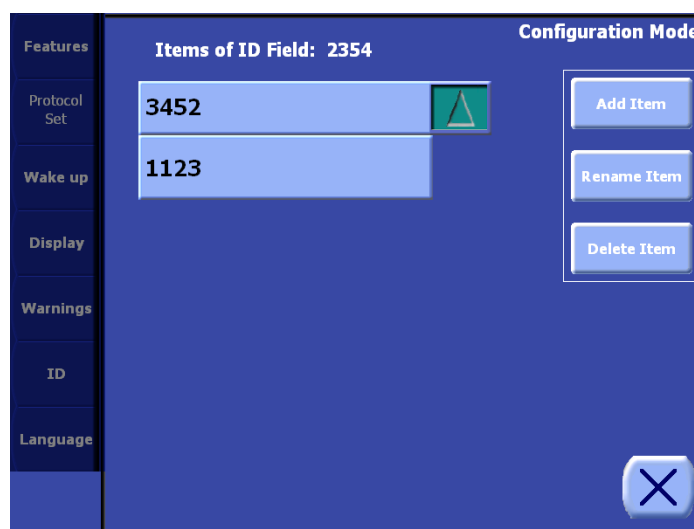 Configuration Mode
Items of ID Field: 2354
Features
Protocol
Set
Wake up
Display
Warnings
ID
Language
3452
1123
Add Item
Rename Item
Delete Item